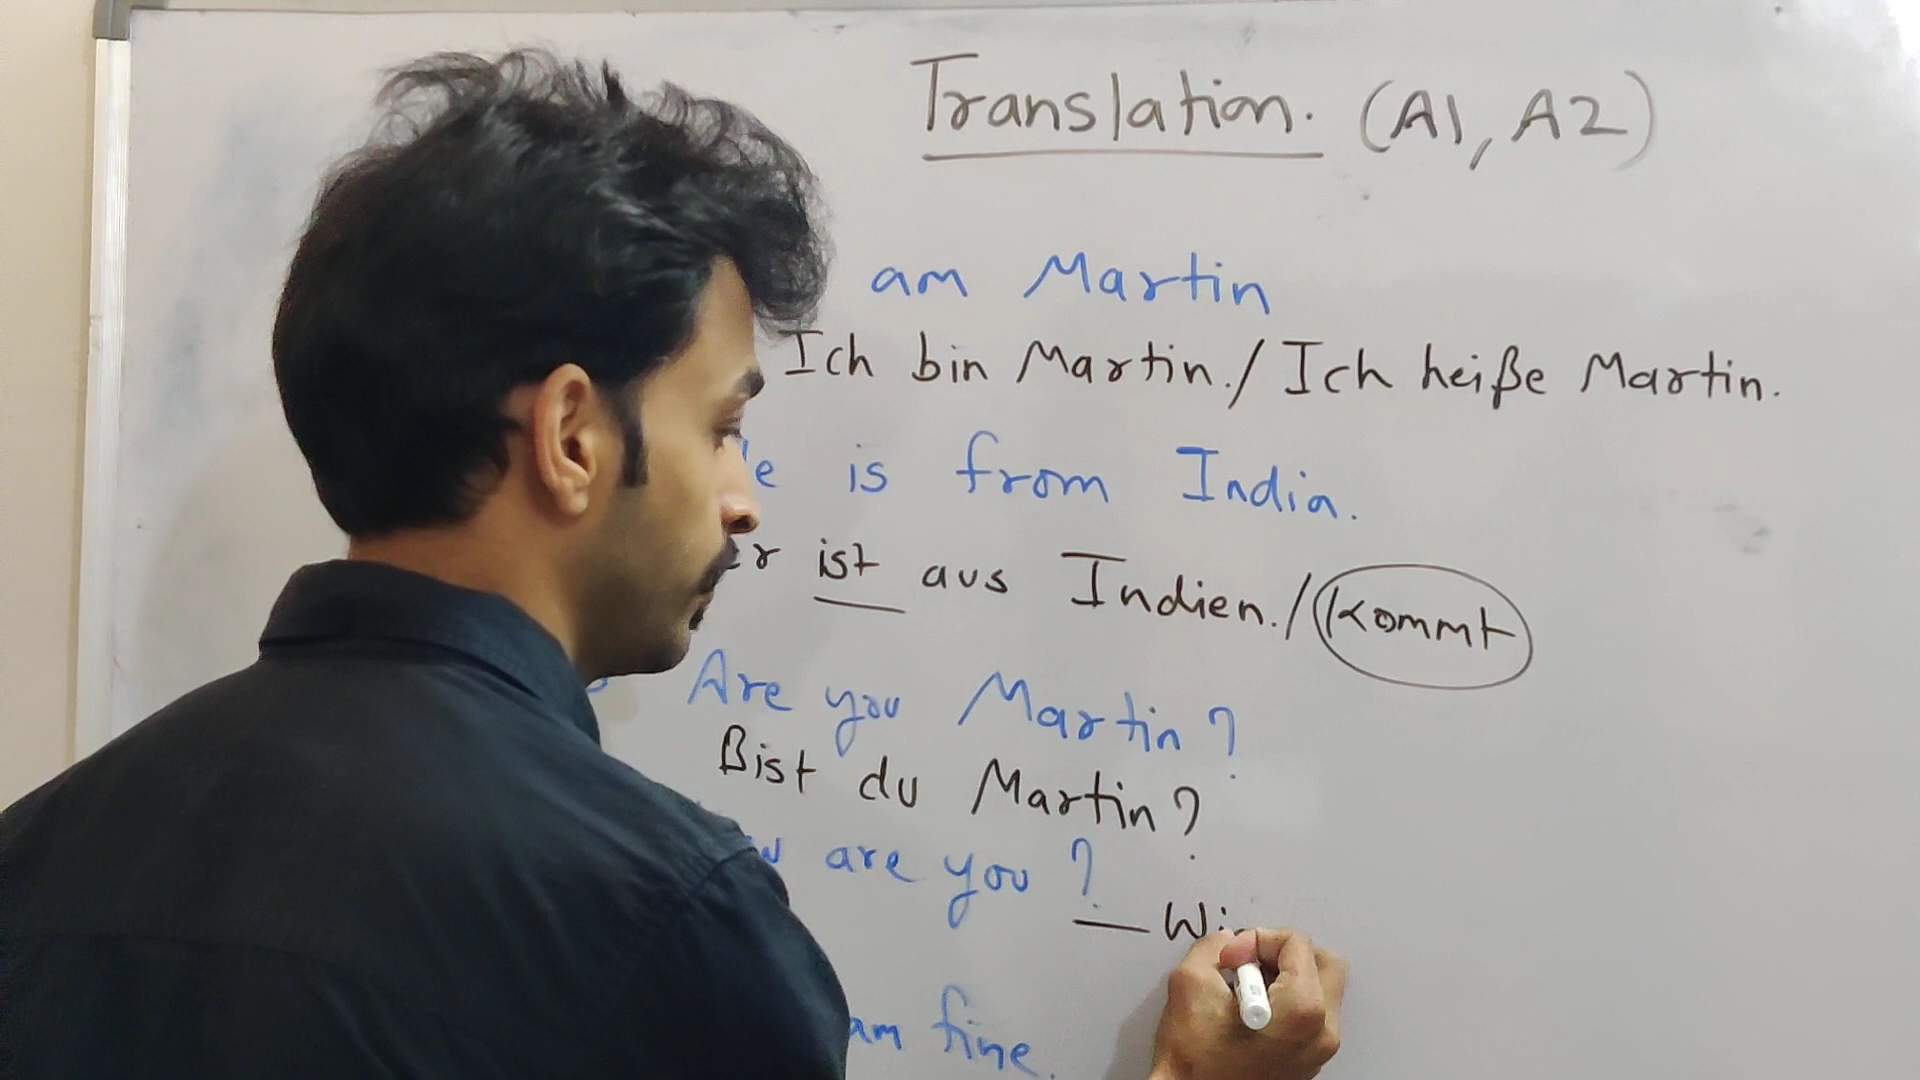 Translation. (A1, A2)
am Martin
Ich bin Martin. / Ich heiße Martin.
is from India.
ist aus Indien. / kommt
Are you Martin?
Bist du Martin?
are you?
am fine.